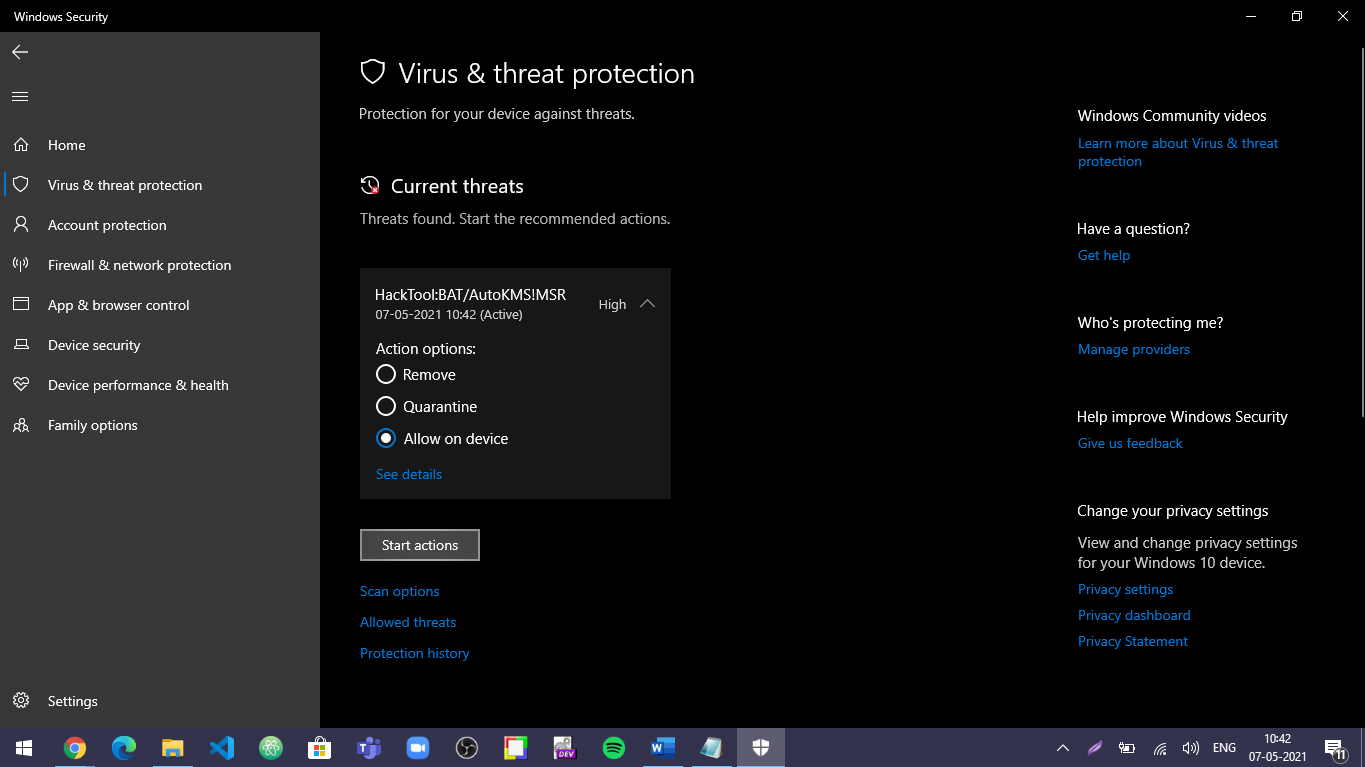 Windows Security
Home
Virus & threat protection
Account protection
Firewall & network protection
App & browser control
Device security
Device performance & health
Family options
Settings
Virus & threat protection
Protection for your device against threats.
Current threats
Threats found. Start the recommended actions.
HackTool:BAT/AutoKMS!MSR
07-05-2021 10:42 (Active)
High
Action options:
Remove
Quarantine
Allow on device
See details
Start actions
Scan options
Allowed threats
Protection history
Windows Community videos
Learn more about Virus & threat
protection
Have a question?
Get help
Who's protecting me?
Manage providers
Help improve Windows Security
Give us feedback
Change your privacy settings
View and change privacy settings
for your Windows 10 device.
Privacy settings
Privacy dashboard
Privacy Statement
DEV
ENG
10:42
07-05-2021
11